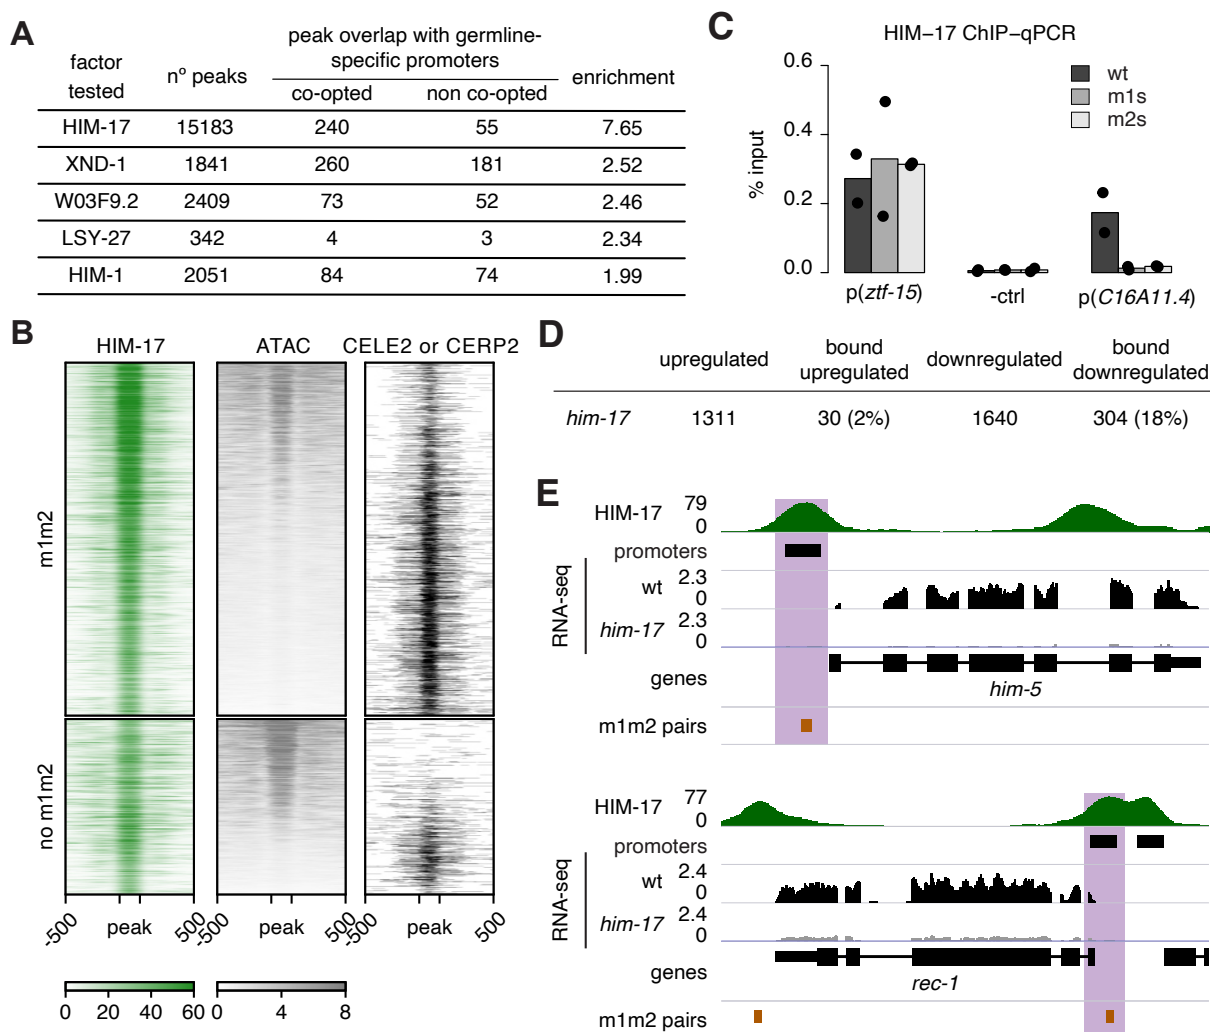 A
factor tested
nº peaks
peak overlap with germline-
specific promoters
co-opted
non co-opted
enrichment
HIM-17 15183 240 55 7.65
XND-1 1841 260 181 2.52
W03F9.2 2409 73 52 2.46
LSY-27 342 4 3 2.34
HIM-1 2051 84 74 1.99
B
HIM-17 ATAC CELE2 or CERP2
m1m2
no m1m2
-500 peak 500
-500 peak 500
-500 peak 500
0 20 40 60
0 4 8
C
HIM−17 ChIP−qPCR
% input
0.6
0.4
0.2
0.0
wt
m1s
m2s
p(ztf-15) -ctrl p(C16A11.4)
D
upregulated
bound
upregulated
downregulated
bound
downregulated
him-17 1311 30 (2%) 1640 304 (18%)
E
HIM-17 79
0
promoters
RNA-seq
wt 2.3
0
him-17 2.3
0
genes
him-5
m1m2 pairs
HIM-17 77
0
promoters
RNA-seq
wt 2.4
0
him-17 2.4
0
genes
rec-1
m1m2 pairs